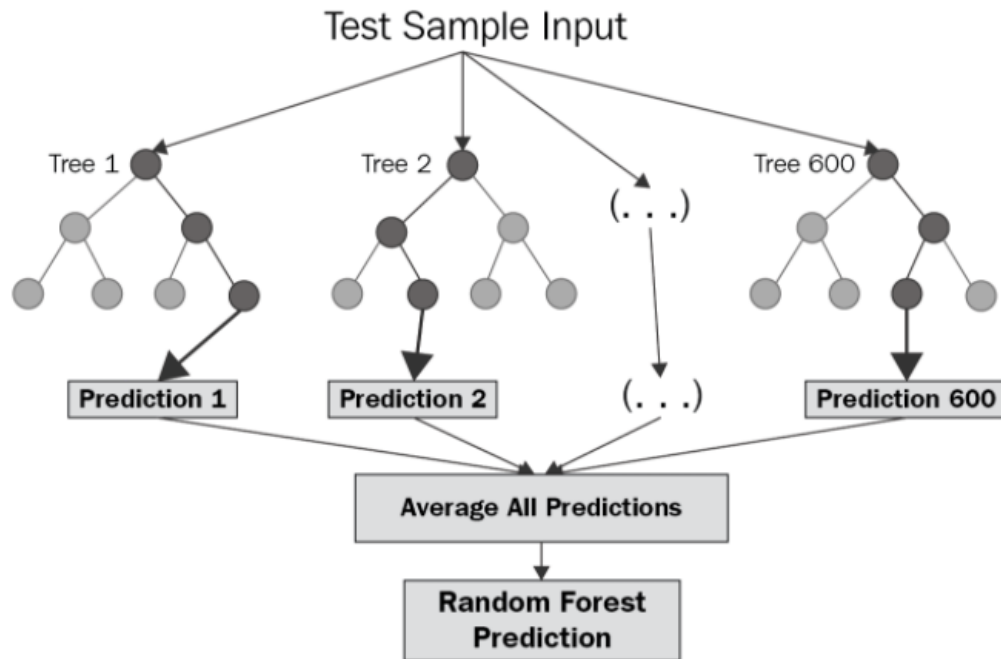 Test Sample Input
Tree 1
Tree 2
Tree 600
(. . .)
Prediction 1
Prediction 2
(. . .)
Prediction 600
Average All Predictions
Random Forest
Prediction